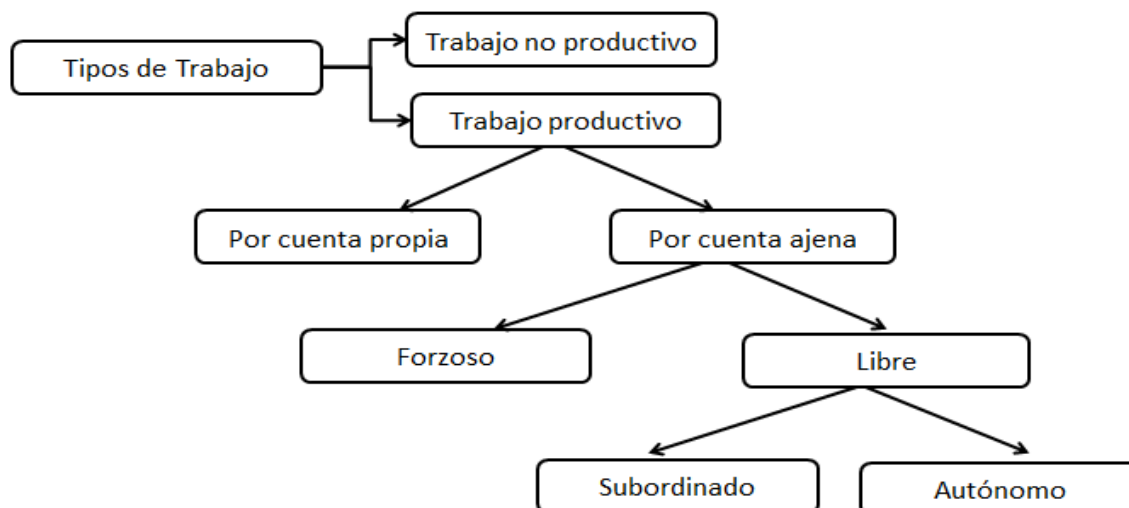 Trabajo no productivo
Tipos de Trabajo
Trabajo productivo
Por cuenta propia
Por cuenta ajena
Forzoso
Libre
Subordinado
Autónomo